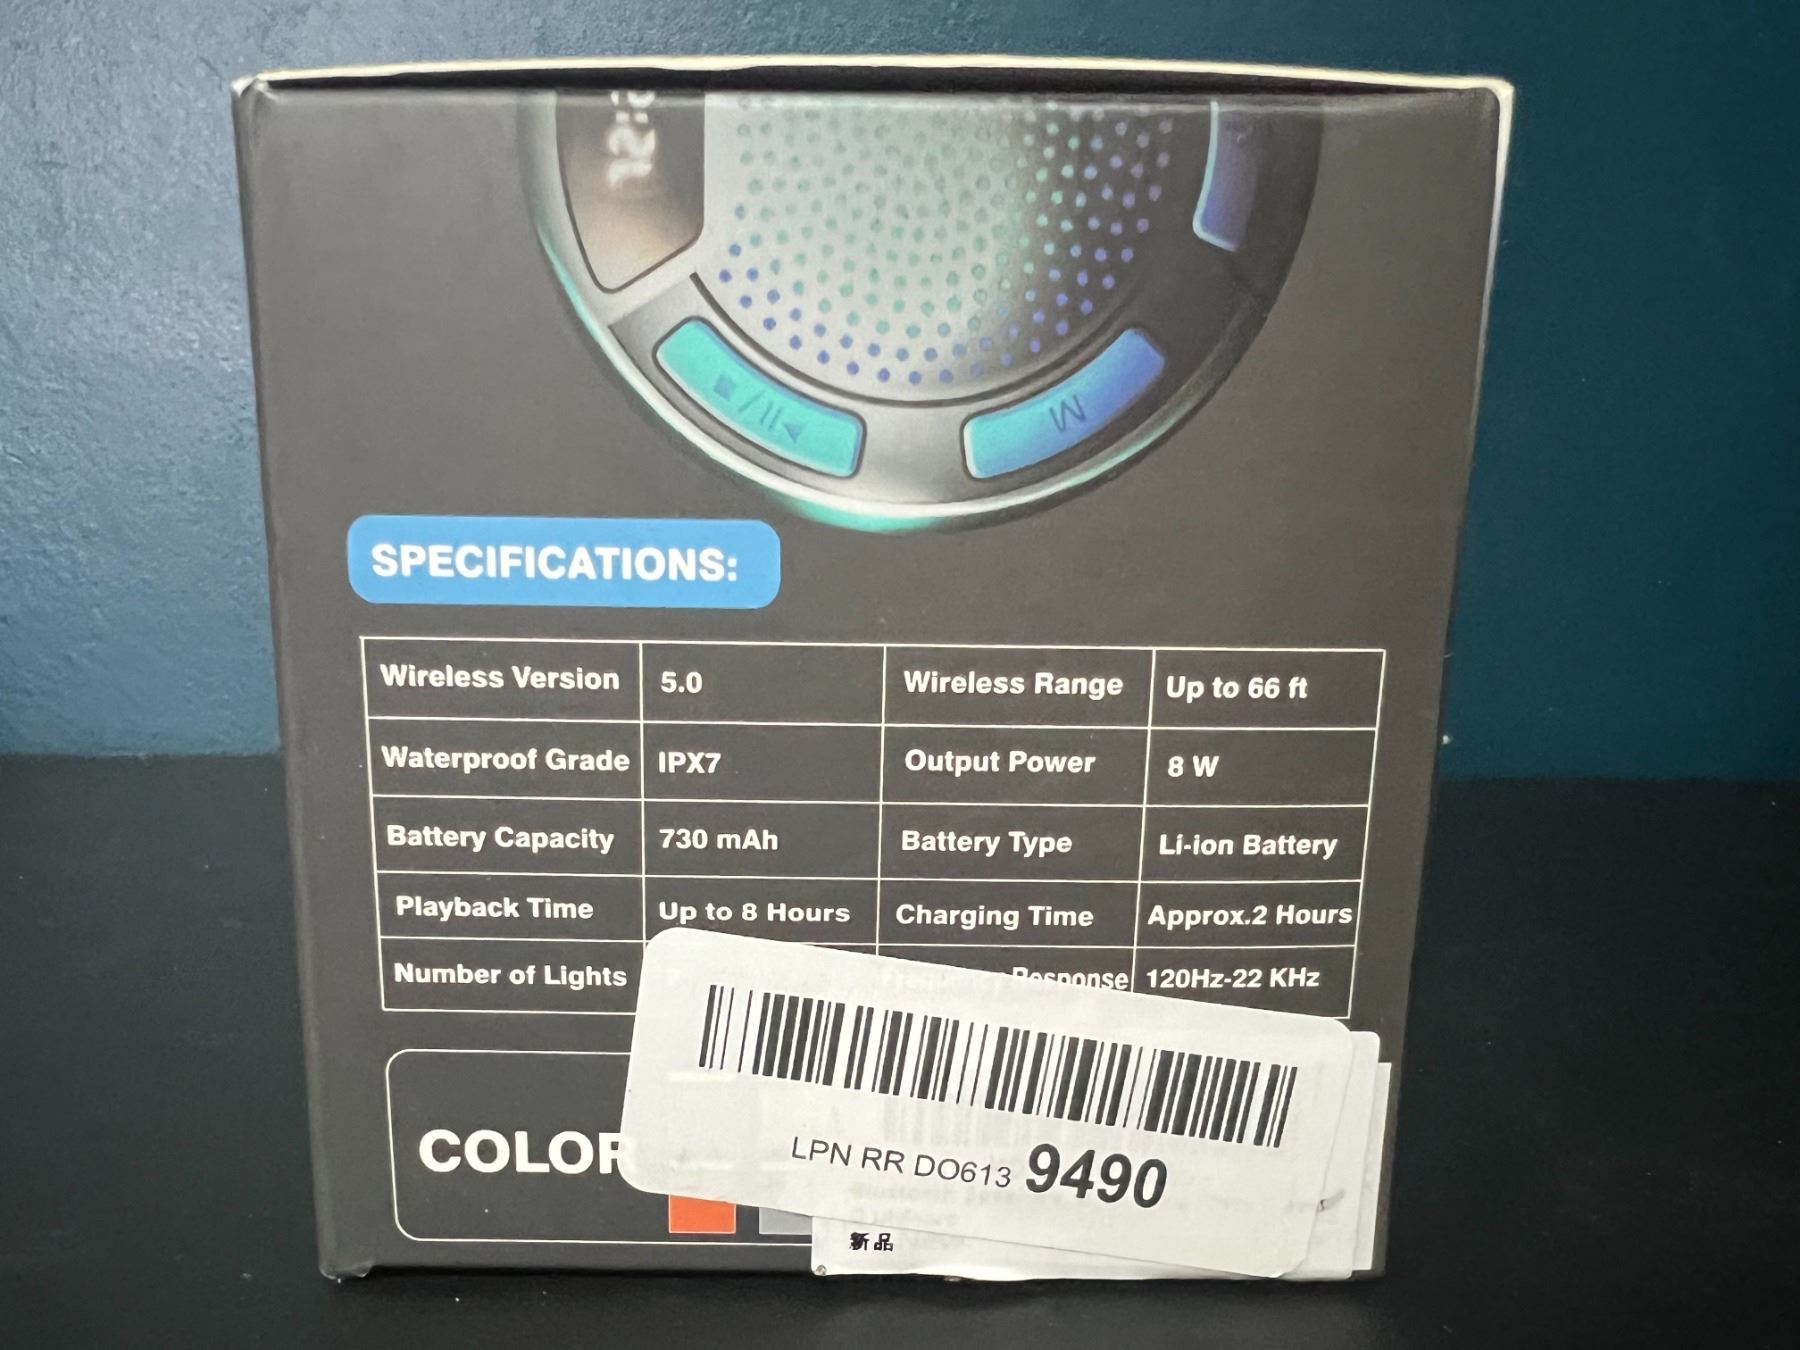 12:0
■/II▶
M
SPECIFICATIONS:
Wireless Version 5.0 Wireless Range Up to 66 ft
Waterproof Grade IPX7 Output Power 8 W
Battery Capacity 730 mAh Battery Type Li-ion Battery
Playback Time Up to 8 Hours Charging Time Approx.2 Hours
Number of Lights Response 120Hz-22 KHz
COLOR
LPN RR DO613 9490
新品